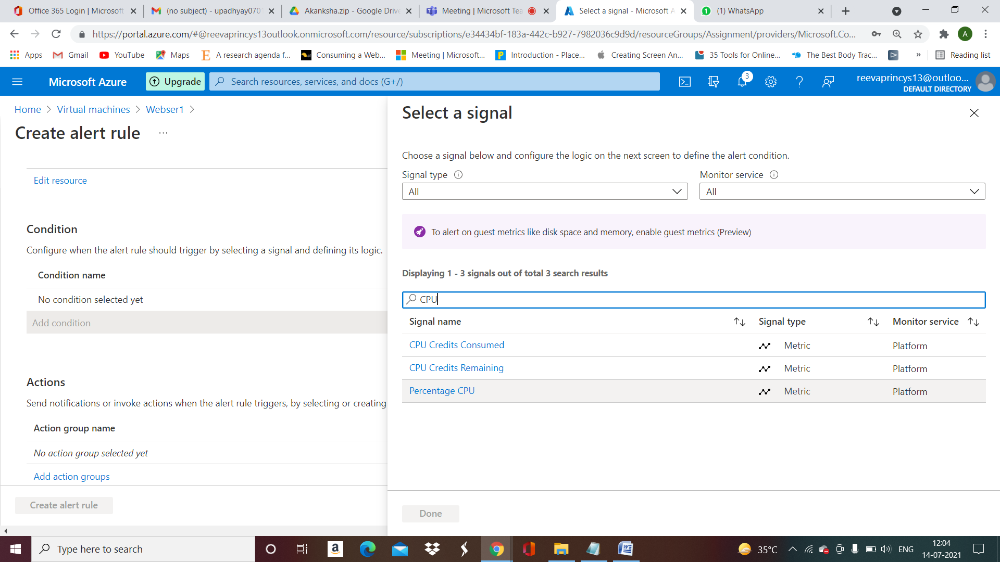 Office 365 Login | Microsoft
(no subject) - upadhyay0701
Akanksha.zip - Google Drive
Meeting | Microsoft Tea
Select a signal - Microsoft A
(1) WhatsApp
https://portal.azure.com/#@reevaprincys13outlook.onmicrosoft.com/resource/subscriptions/e34434bf-183a-442c-b927-7982036c9d9d/resourceGroups/Assignment/providers/Microsoft.Co...
A
Apps
Gmail
YouTube
Maps
A research agenda f...
Consuming a Web...
Meeting | Microsoft...
Introduction - Place...
Creating Screen An...
35 Tools for Online...
The Best Body Trac...
»
Reading list
Microsoft Azure
Upgrade
Search resources, services, and docs (G+/)
3
reevaprincys13@outloo...
DEFAULT DIRECTORY
Home > Virtual machines > Webser1 >
Create alert rule ...
Edit resource
Condition
Configure when the alert rule should trigger by selecting a signal and defining its logic.
Condition name
No condition selected yet
Add condition
Actions
Send notifications or invoke actions when the alert rule triggers, by selecting or creating
Action group name
No action group selected yet
Add action groups
Create alert rule
Select a signal
Choose a signal below and configure the logic on the next screen to define the alert condition.
Signal type
Monitor service
All
All
To alert on guest metrics like disk space and memory, enable guest metrics (Preview)
Displaying 1 - 3 signals out of total 3 search results
CPU
Signal name Signal type Monitor service
CPU Credits Consumed Metric Platform
CPU Credits Remaining Metric Platform
Percentage CPU Metric Platform
Done
Type here to search
35°C
ENG
12:04
14-07-2021